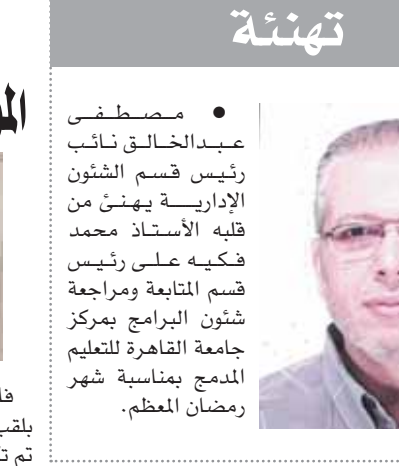 تهنئة
• مصطفى
عبدالخالق نائب
رئيس قسم الشئون
الإدارية يهنئ من
قلبه الأستاذ محمد
فكيه على رئيس
قسم المتابعة ومراجعة
شئون البرامج بمركز
جامعة القاهرة للتعليم
المدمج بمناسبة شهر
رمضان المعظم.